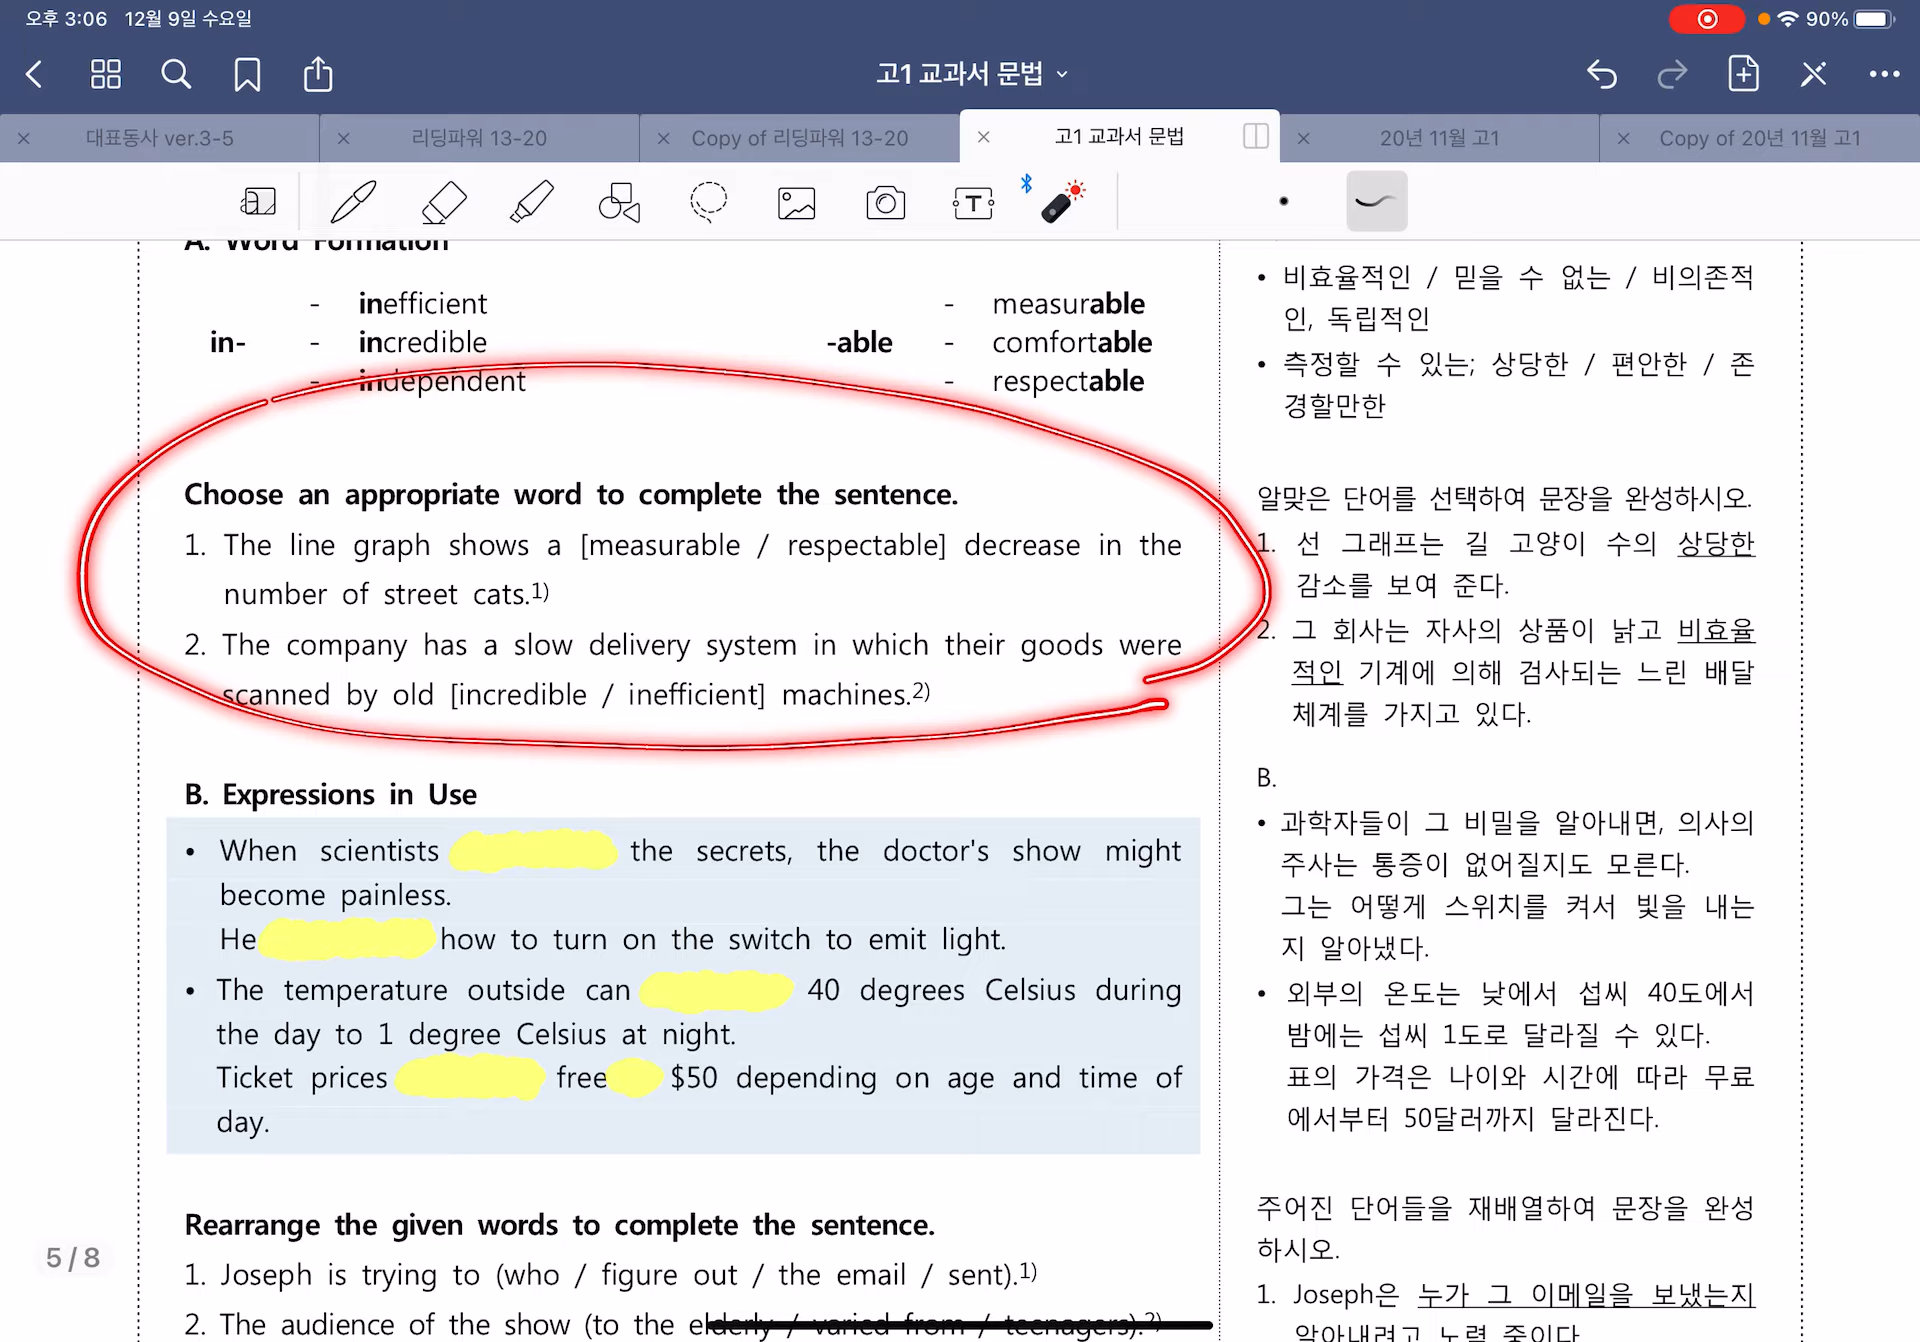 오후 3:06 12월 9일 수요일
90%
고1 교과서 문법
대표동사 ver.3-5
리딩파워 13-20
Copy of 리딩파워 13-20
고1 교과서 문법
20년 11월 고1
Copy of 20년 11월 고1
A. Word Formation
- inefficient
in- - incredible
- independent
- measurable
-able - comfortable
- respectable
Choose an appropriate word to complete the sentence.
1. The line graph shows a [measurable / respectable] decrease in the
number of street cats.1)
2. The company has a slow delivery system in which their goods were
scanned by old [incredible / inefficient] machines.2)
B. Expressions in Use
• When scientists the secrets, the doctor's show might
become painless.
He how to turn on the switch to emit light.
• The temperature outside can 40 degrees Celsius during
the day to 1 degree Celsius at night.
Ticket prices free $50 depending on age and time of
day.
Rearrange the given words to complete the sentence.
1. Joseph is trying to (who / figure out / the email / sent).1)
2. The audience of the show (to the elderly / varied from / teenagers).2)
5 / 8
• 비효율적인 / 믿을 수 없는 / 비의존적
인, 독립적인
• 측정할 수 있는; 상당한 / 편안한 / 존
경할만한
알맞은 단어를 선택하여 문장을 완성하시오.
1. 선 그래프는 길 고양이 수의 상당한
감소를 보여 준다.
2. 그 회사는 자사의 상품이 낡고 비효율
적인 기계에 의해 검사되는 느린 배달
체계를 가지고 있다.
B.
• 과학자들이 그 비밀을 알아내면, 의사의
주사는 통증이 없어질지도 모른다.
그는 어떻게 스위치를 켜서 빛을 내는
지 알아냈다.
• 외부의 온도는 낮에서 섭씨 40도에서
밤에는 섭씨 1도로 달라질 수 있다.
표의 가격은 나이와 시간에 따라 무료
에서부터 50달러까지 달라진다.
주어진 단어들을 재배열하여 문장을 완성
하시오.
1. Joseph은 누가 그 이메일을 보냈는지
알아내려고 노력 중이다